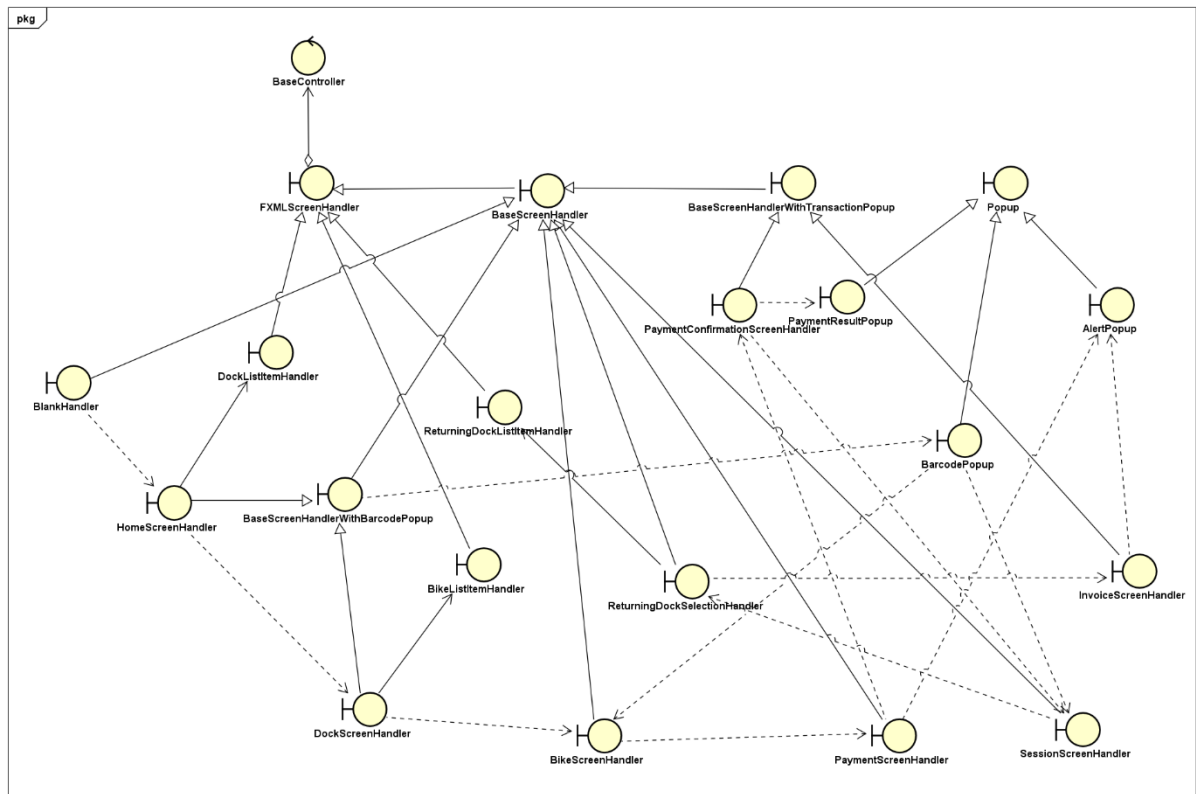 pkg
BaseController
FXMLScreenHandler
BaseScreenHandler
BaseScreenHandlerWithTransactionPopup
Popup
PaymentConfirmationScreenHandler
PaymentResultPopup
AlertPopup
DockListItemHandler
BlankHandler
ReturningDockListItemHandler
BarcodePopup
HomeScreenHandler
BaseScreenHandlerWithBarcodePopup
BikeListItemHandler
ReturningDockSelectionHandler
InvoiceScreenHandler
DockScreenHandler
BikeScreenHandler
PaymentScreenHandler
SessionScreenHandler